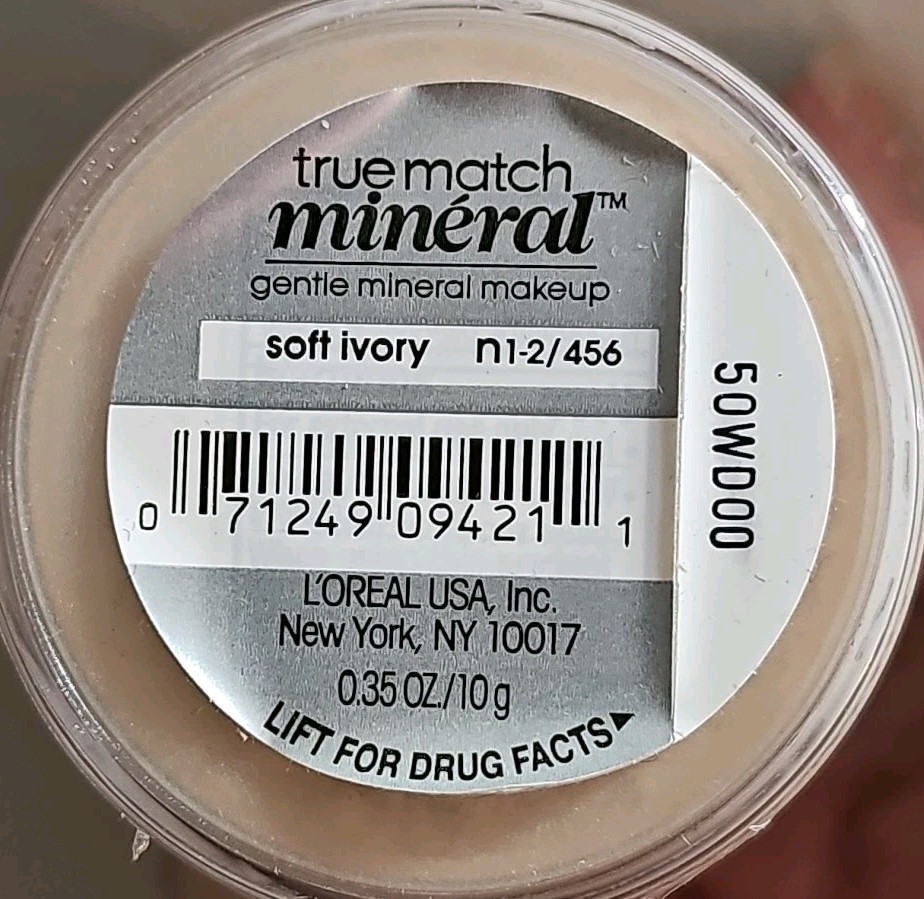 true match
minéral™
gentle mineral makeup
soft ivory n1-2/456
0 71249 09421 1
L'OREAL USA, Inc.
New York, NY 10017
0.35 OZ./10 g
LIFT FOR DRUG FACTS▶
50WD00